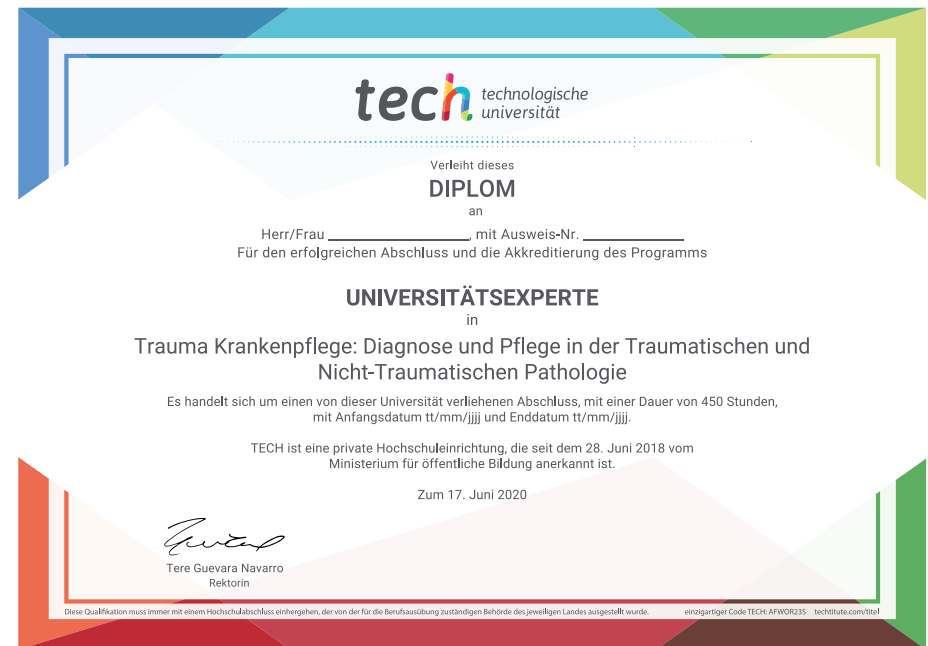 tech technologische
universität
Verleiht dieses
DIPLOM
an
Herr/Frau ____________________, mit Ausweis-Nr. ______________
Für den erfolgreichen Abschluss und die Akkreditierung des Programms
UNIVERSITÄTSEXPERTE
in
Trauma Krankenpflege: Diagnose und Pflege in der Traumatischen und
Nicht-Traumatischen Pathologie
Es handelt sich um einen von dieser Universität verliehenen Abschluss, mit einer Dauer von 450 Stunden,
mit Anfangsdatum tt/mm/jjjj und Enddatum tt/mm/jjjj.
TECH ist eine private Hochschuleinrichtung, die seit dem 28. Juni 2018 vom
Ministerium für öffentliche Bildung anerkannt ist.
Zum 17. Juni 2020
Tere Guevara Navarro
Rektorin
Diese Qualifikation muss immer mit einem Hochschulabschluss einhergehen, der von der für die Berufsausübung zuständigen Behörde des jeweiligen Landes ausgestellt wurde. einzigartiger Code TECH: AFWOR23S techtitute.com/titel